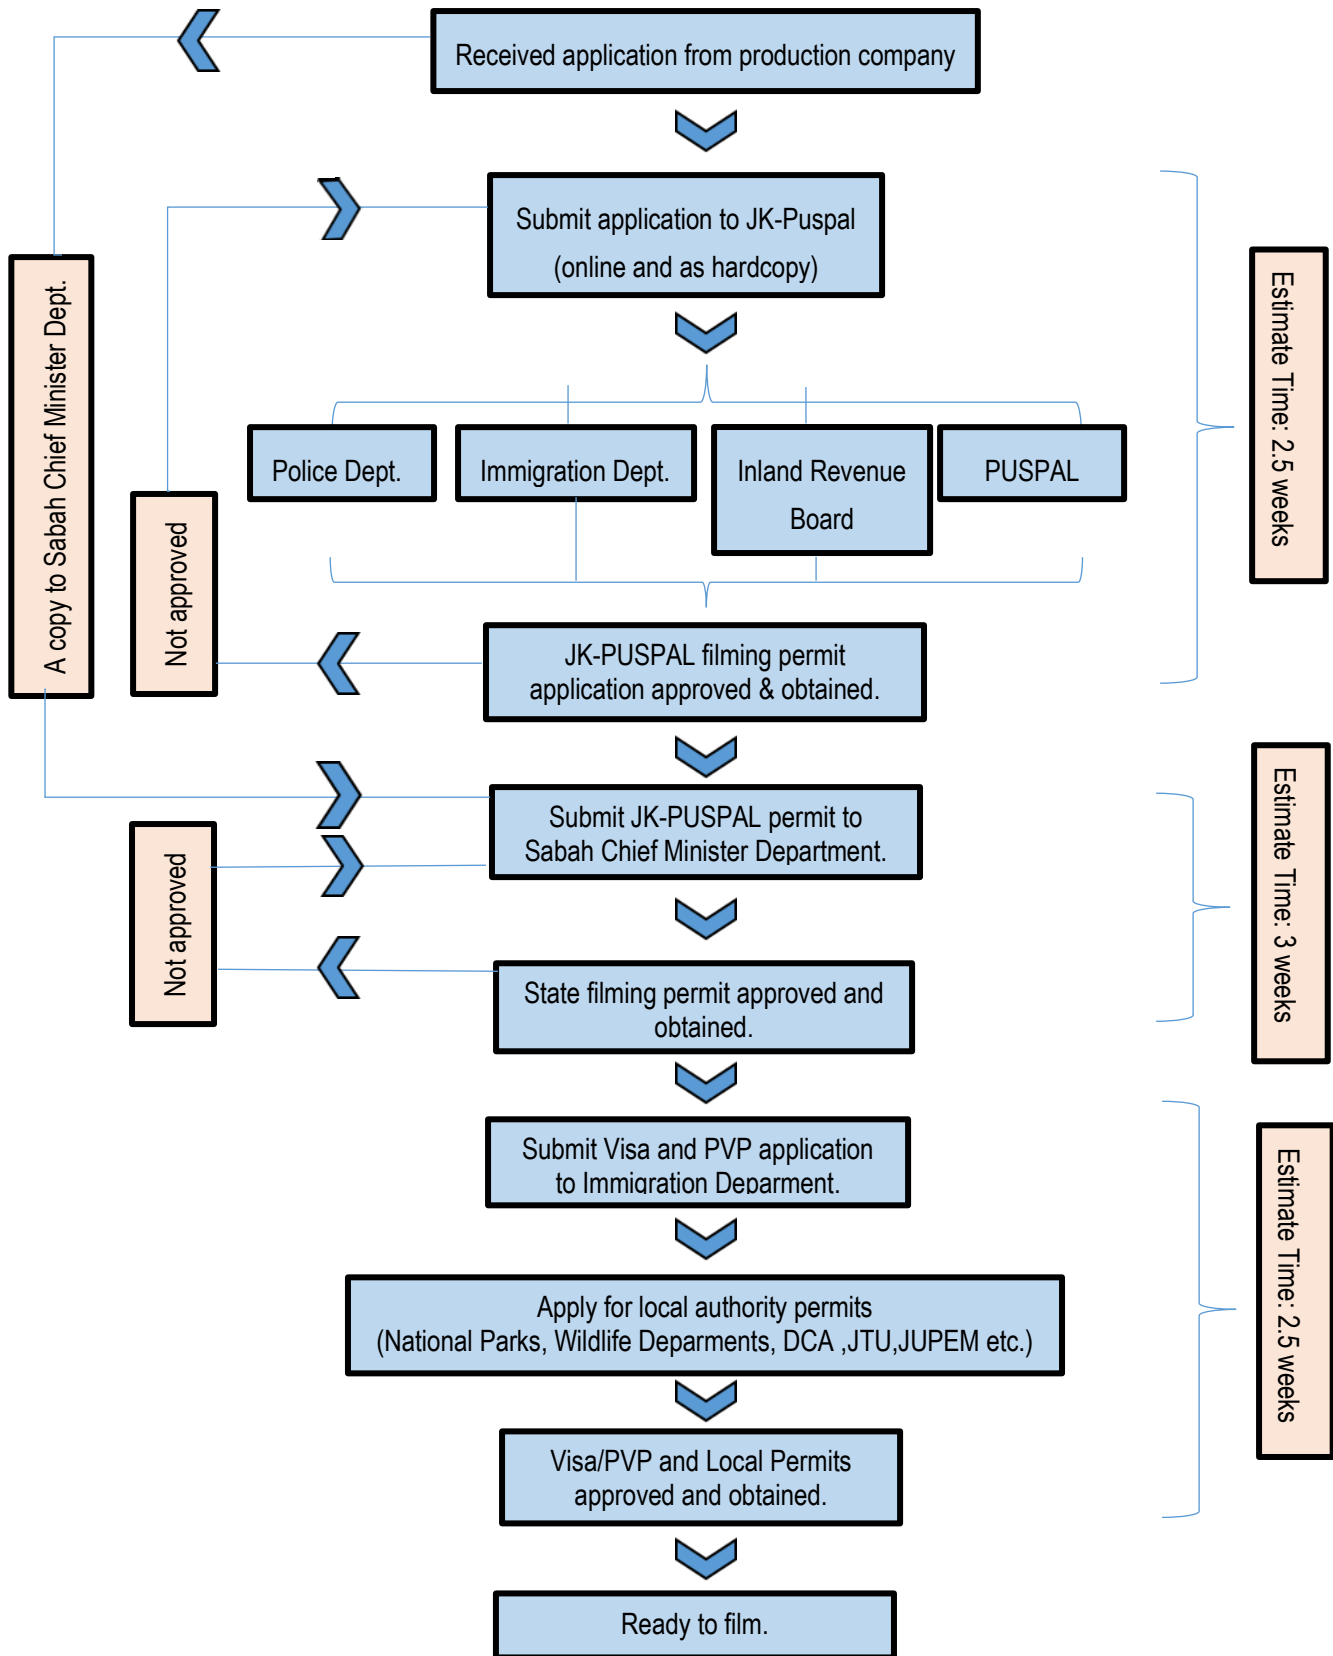 Received application from production company
Submit application to JK-Puspal
(online and as hardcopy)
A copy to Sabah Chief Minister Dept.
Estimate Time: 2.5 weeks
Police Dept.
Immigration Dept.
Inland Revenue
Board
PUSPAL
Not approved
JK-PUSPAL filming permit
application approved & obtained.
Submit JK-PUSPAL permit to
Sabah Chief Minister Department.
Estimate Time: 3 weeks
Not approved
State filming permit approved and
obtained.
Submit Visa and PVP application
to Immigration Deparment.
Estimate Time: 2.5 weeks
Apply for local authority permits
(National Parks, Wildlife Deparments, DCA ,JTU,JUPEM etc.)
Visa/PVP and Local Permits
approved and obtained.
Ready to film.